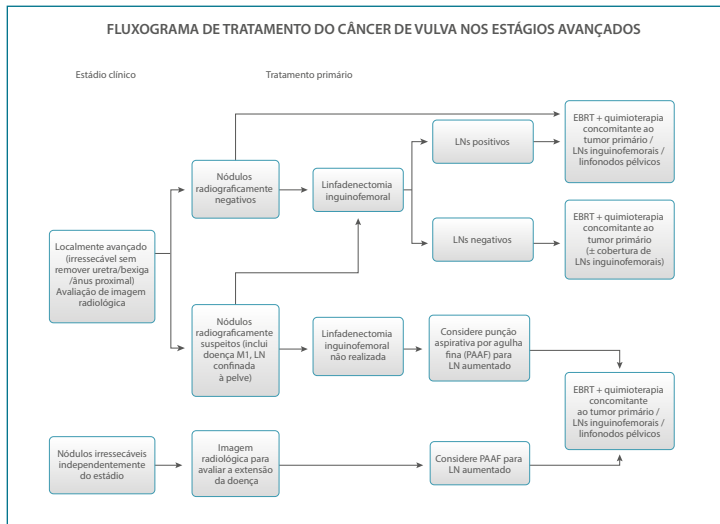 FLUXOGRAMA DE TRATAMENTO DO CÂNCER DE VULVA NOS ESTÁGIOS AVANÇADOS
Estádio clínico
Tratamento primário
Localmente avançado
(irressecável sem
remover uretra/bexiga
/ânus proximal)
Avaliação de imagem
radiológica
Nódulos
radiograficamente
negativos
Linfadenectomia
inguinofemoral
LNs positivos
EBRT + quimioterapia
concomitante ao
tumor primário /
LNs inguinofemorais /
linfonodos pélvicos
LNs negativos
EBRT + quimioterapia
concomitante ao
tumor primário
(± cobertura de
LNs inguinofemorais)
Nódulos
radiograficamente
suspeitos (inclui
doença M1, LN
confinada
à pelve)
Linfadenectomia
inguinofemoral
não realizada
Considere punção
aspirativa por agulha
fina (PAAF) para
LN aumentado
EBRT + quimioterapia
concomitante
ao tumor primário /
LNs inguinofemorais /
linfonodos pélvicos
Nódulos irressecáveis
independentemente
do estádio
Imagem
radiológica para
avaliar a extensão
da doença
Considere PAAF para
LN aumentado